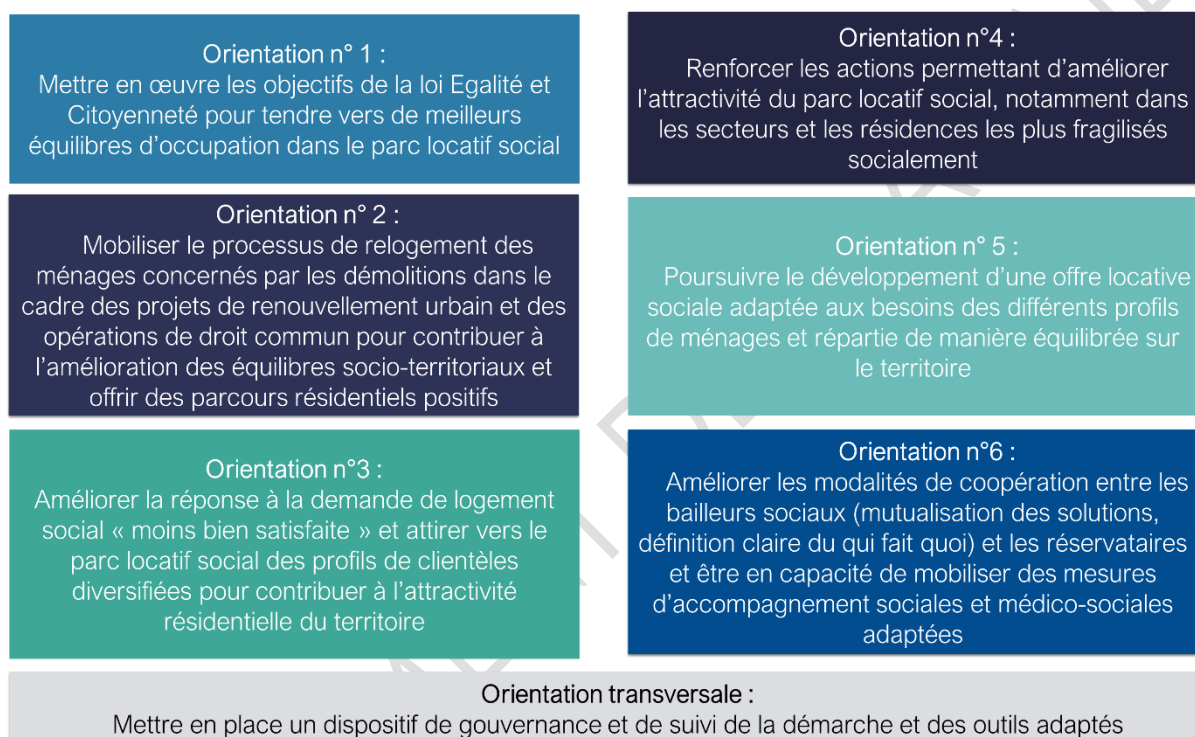 Orientation n° 1 :
Mettre en œuvre les objectifs de la loi Egalité et
Citoyenneté pour tendre vers de meilleurs
équilibres d'occupation dans le parc locatif social
Orientation n° 2 :
Mobiliser le processus de relogement des
ménages concernés par les démolitions dans le
cadre des projets de renouvellement urbain et des
opérations de droit commun pour contribuer à
l'amélioration des équilibres socio-territoriaux et
offrir des parcours résidentiels positifs
Orientation n°3 :
Améliorer la réponse à la demande de logement
social « moins bien satisfaite » et attirer vers le
parc locatif social des profils de clientèles
diversifiées pour contribuer à l'attractivité
résidentielle du territoire
Orientation n°4 :
Renforcer les actions permettant d'améliorer
l'attractivité du parc locatif social, notamment dans
les secteurs et les résidences les plus fragilisés
socialement
Orientation n° 5 :
Poursuivre le développement d'une offre locative
sociale adaptée aux besoins des différents profils
de ménages et répartie de manière équilibrée sur
le territoire
Orientation n°6 :
Améliorer les modalités de coopération entre les
bailleurs sociaux (mutualisation des solutions,
définition claire du qui fait quoi) et les réservataires
et être en capacité de mobiliser des mesures
d'accompagnement sociales et médico-sociales
adaptées
Orientation transversale :
Mettre en place un dispositif de gouvernance et de suivi de la démarche et des outils adaptés